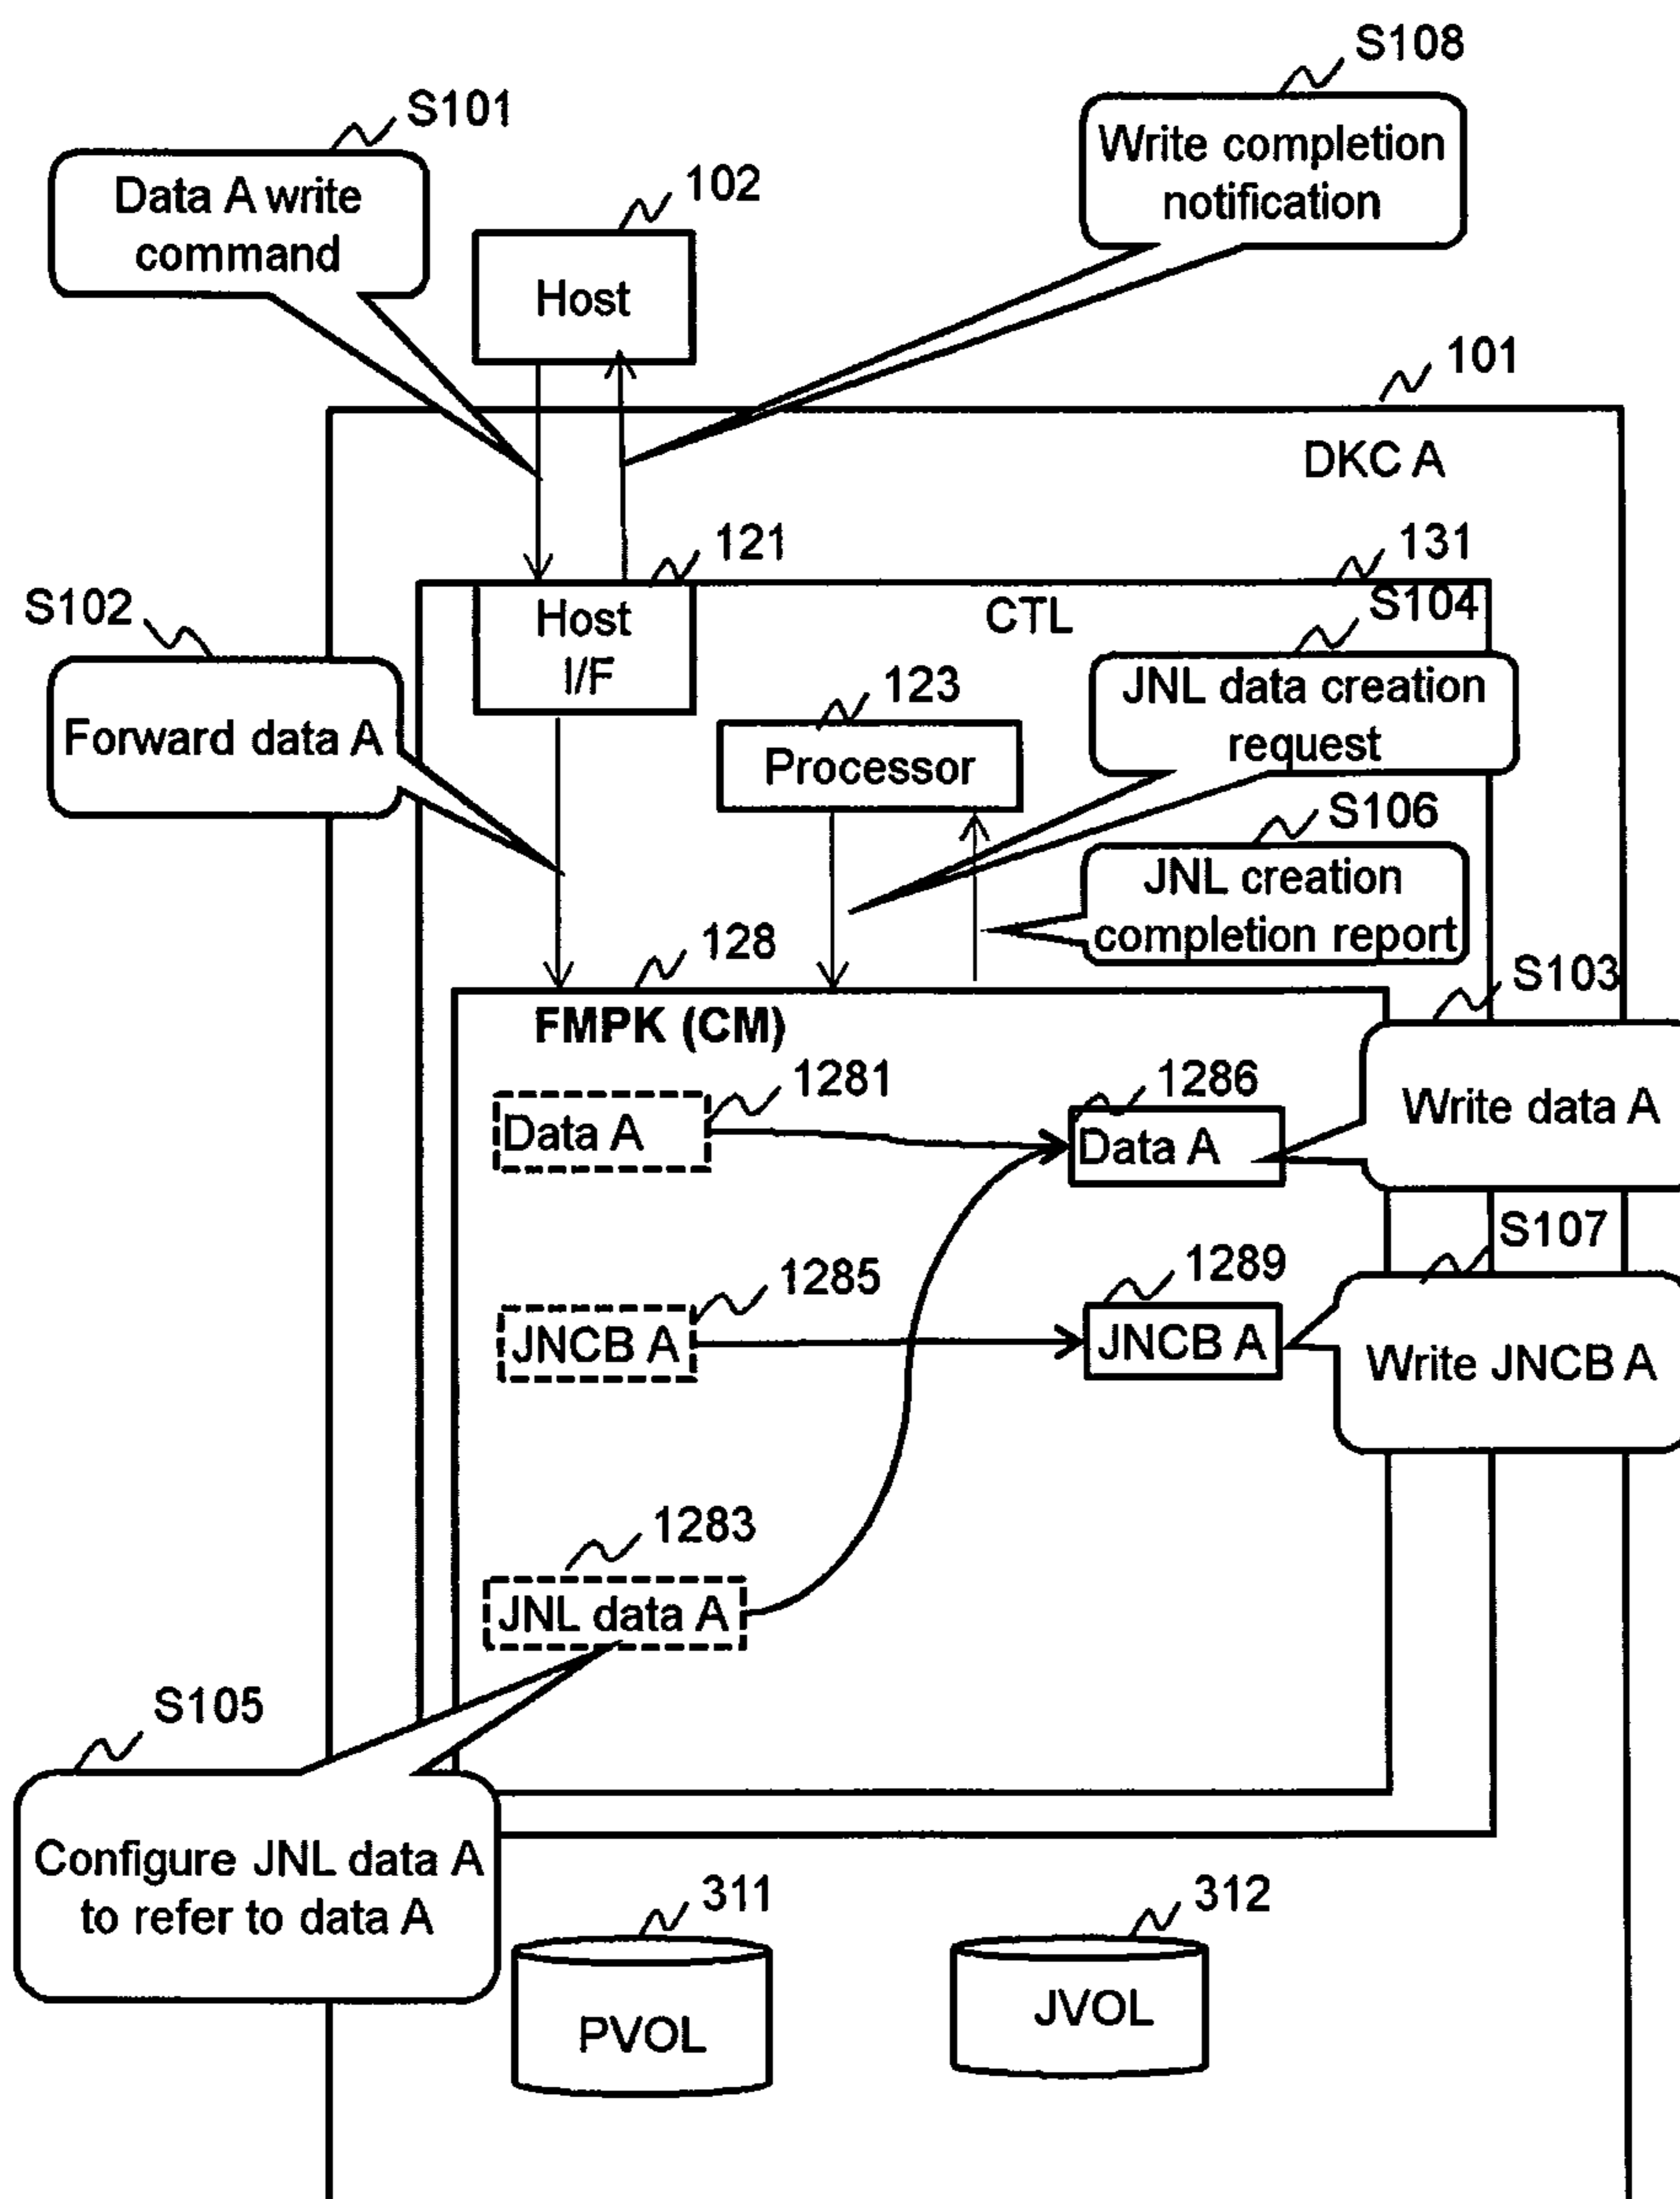 S108
S101
Write completion
notification
Data A write
command
102
Host
101
DKC A
121
131
S102
Host
I/F
CTL
S104
JNL data creation
request
123
Forward data A
Processor
S106
JNL creation
completion report
128
S103
FMPK (CM)
1281
1286
Write data A
Data A
Data A
S107
1285
1289
JNCB A
JNCB A
Write JNCB A
1283
JNL data A
S105
Configure JNL data A
to refer to data A
311
312
PVOL
JVOL